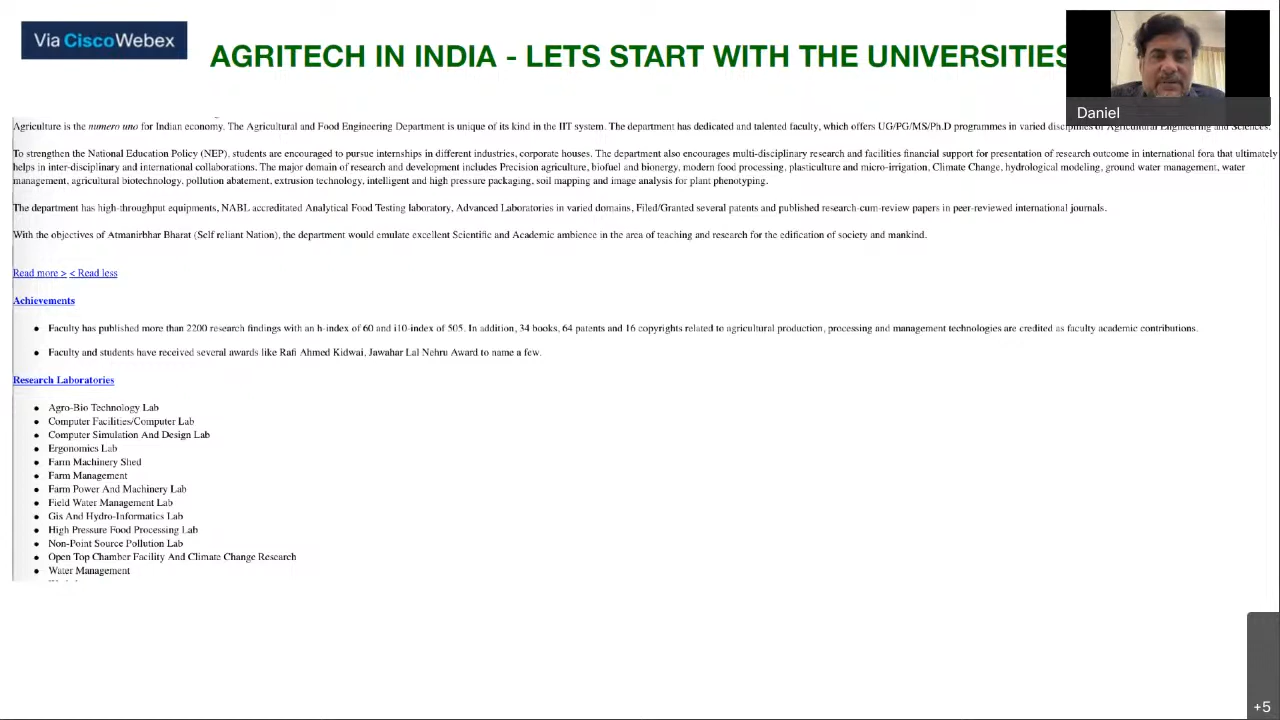 Via CiscoWebex
AGRITECH IN INDIA - LETS START WITH THE UNIVERSITIES
Daniel
Agriculture is the numero uno for Indian economy. The Agricultural and Food Engineering Department is unique of its kind in the IIT system. The department has dedicated and talented faculty, which offers UG/PG/MS/Ph.D programmes in varied disciplines of Agricultural Engineering and Sciences.
To strengthen the National Education Policy (NEP), students are encouraged to pursue internships in different industries, corporate houses. The department also encourages multi-disciplinary research and facilities financial support for presentation of research outcome in international fora that ultimately
helps in inter-disciplinary and international collaborations. The major domain of research and development includes Precision agriculture, biofuel and bioenergy, modern food processing, plasticulture and micro-irrigation, Climate Change, hydrological modeling, ground water management, water
management, agricultural biotechnology, pollution abatement, extrusion technology, intelligent and high pressure packaging, soil mapping and image analysis for plant phenotyping.
The department has high-throughput equipments, NABL accredited Analytical Food Testing laboratory, Advanced Laboratories in varied domains, Filed/Granted several patents and published research-cum-review papers in peer-reviewed international journals.
With the objectives of Atmanirbhar Bharat (Self reliant Nation), the department would emulate excellent Scientific and Academic ambience in the area of teaching and research for the edification of society and mankind.
Read more > < Read less
Achievements
• Faculty has published more than 2200 research findings with an h-index of 60 and i10-index of 505. In addition, 34 books, 64 patents and 16 copyrights related to agricultural production, processing and management technologies are credited as faculty academic contributions.
• Faculty and students have received several awards like Rafi Ahmed Kidwai, Jawahar Lal Nehru Award to name a few.
Research Laboratories
• Agro-Bio Technology Lab
• Computer Facilities/Computer Lab
• Computer Simulation And Design Lab
• Ergonomics Lab
• Farm Machinery Shed
• Farm Management
• Farm Power And Machinery Lab
• Field Water Management Lab
• Gis And Hydro-Informatics Lab
• High Pressure Food Processing Lab
• Non-Point Source Pollution Lab
• Open Top Chamber Facility And Climate Change Research
• Water Management
+5